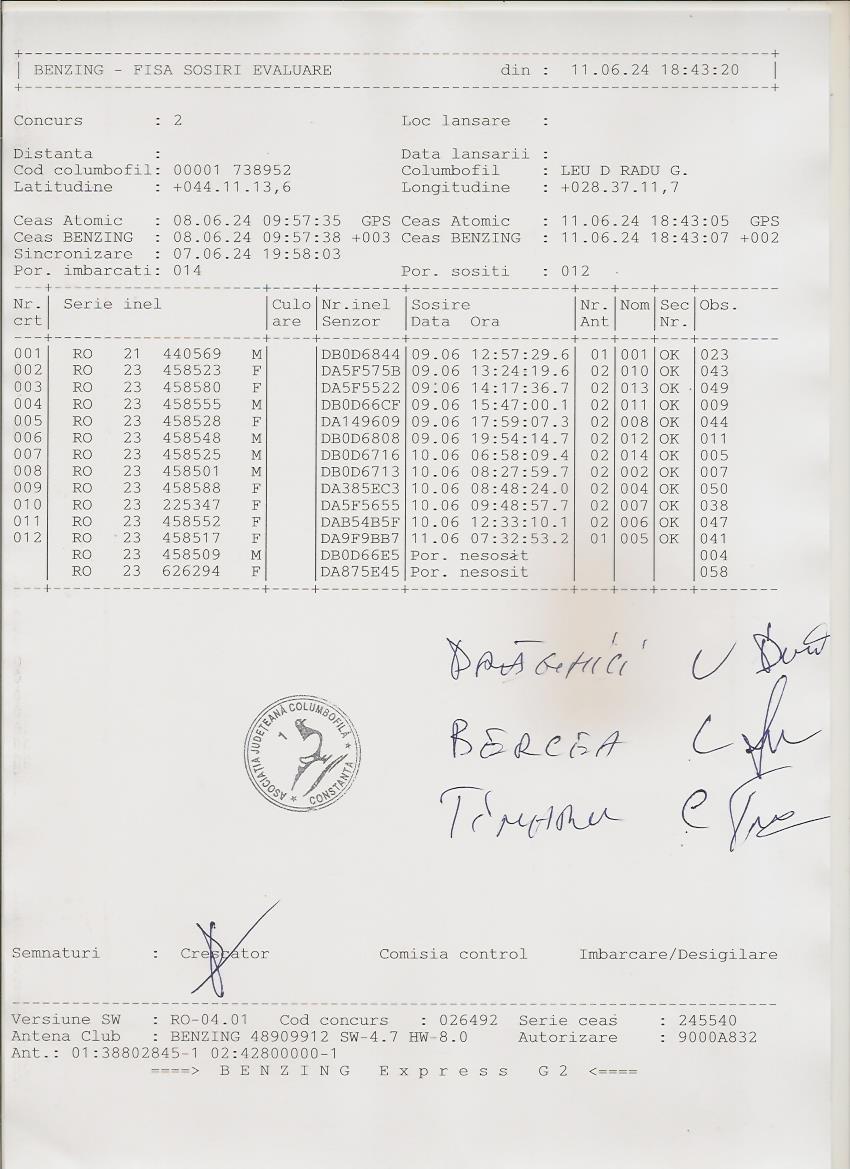 BENZING - FISA SOSIRI EVALUARE din : 11.06.24 18:43:20
Concurs : 2 Loc lansare :
Distanta : Data lansarii :
Cod columbofil: 00001 738952 Columbofil : LEU D RADU G.
Latitudine : +044.11.13,6 Longitudine : +028.37.11,7
Ceas Atomic : 08.06.24 09:57:35 GPS Ceas Atomic : 11.06.24 18:43:05 GPS
Ceas BENZING : 08.06.24 09:57:38 +003 Ceas BENZING : 11.06.24 18:43:07 +002
Sincronizare : 07.06.24 19:58:03
Por. imbarcati: 014 Por. sositi : 012
Nr. Serie inel Culo Nr.inel Sosire Nr. Nom Sec Obs.
crt are Senzor Data Ora Ant Nr.
001 RO 21 440569 M DB0D6844 09.06 12:57:29.6 01 001 OK 023
002 RO 23 458523 F DA5F575B 09.06 13:24:19.6 02 010 OK 043
003 RO 23 458580 F DA5F5522 09.06 14:17:36.7 02 013 OK 049
004 RO 23 458555 M DB0D66CF 09.06 15:47:00.1 02 011 OK 009
005 RO 23 458528 F DA149609 09.06 17:59:07.3 02 008 OK 044
006 RO 23 458548 M DB0D6808 09.06 19:54:14.7 02 012 OK 011
007 RO 23 458525 M DB0D6716 10.06 06:58:09.4 02 014 OK 005
008 RO 23 458501 M DB0D6713 10.06 08:27:59.7 02 002 OK 007
009 RO 23 458588 F DA385EC3 10.06 08:48:24.0 02 004 OK 050
010 RO 23 225347 F DA5F5655 10.06 09:48:57.7 02 007 OK 038
011 RO 23 458552 F DAB54B5F 10.06 12:33:10.1 02 006 OK 047
012 RO 23 458517 F DA9F9BB7 11.06 07:32:53.2 01 005 OK 041
RO 23 458509 M DB0D66E5 Por. nesosit 004
RO 23 626294 F DA875E45 Por. nesosit 058
DRĂGHICI
BERCEA C
ASOCIAȚIA JUDEȚEANĂ COLUMBOFILĂ * CONSTANȚA *
1
Semnaturi : Crescator Comisia control Imbarcare/Desigilare
Versiune SW : RO-04.01 Cod concurs : 026492 Serie ceas : 245540
Antena Club : BENZING 48909912 SW-4.7 HW-8.0 Autorizare : 9000A832
Ant.: 01:38802845-1 02:42800000-1
====> B E N Z I N G E x p r e s s G 2 <====